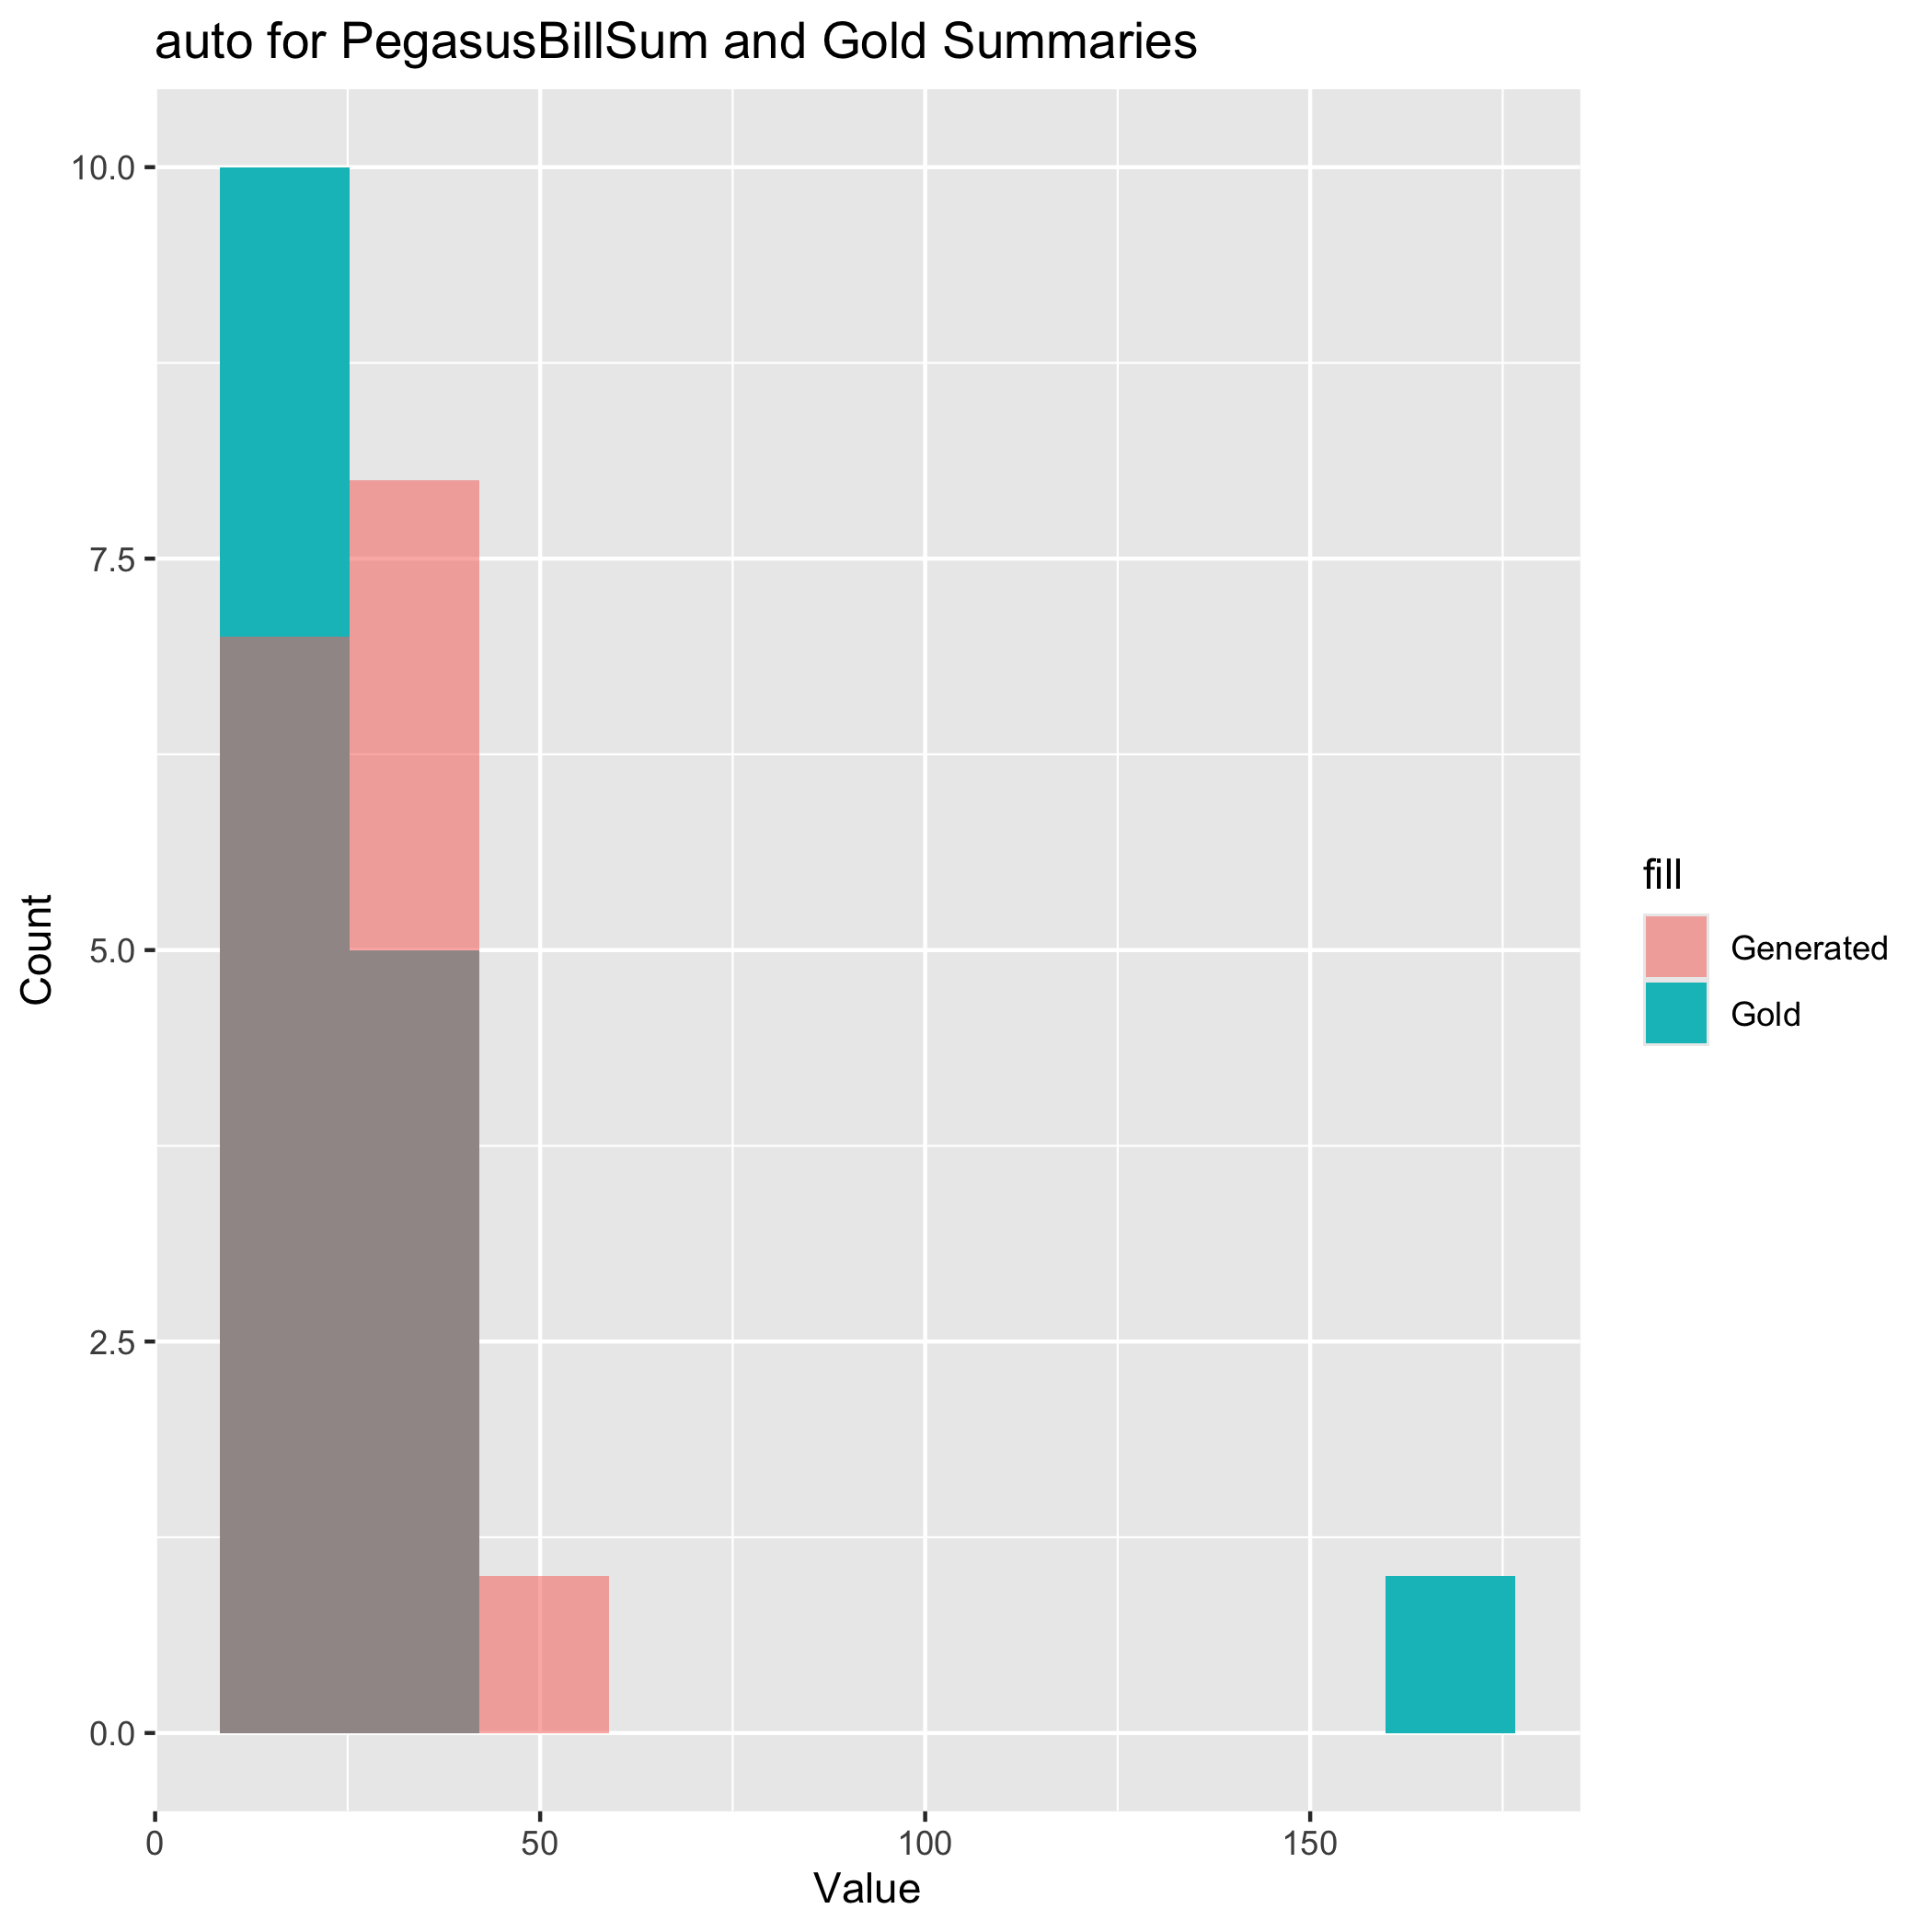 auto for PegasusBillSum and Gold Summaries
10.0
7.5
5.0
2.5
0.0
Count
0 50 100 150
Value
fill
Generated
Gold